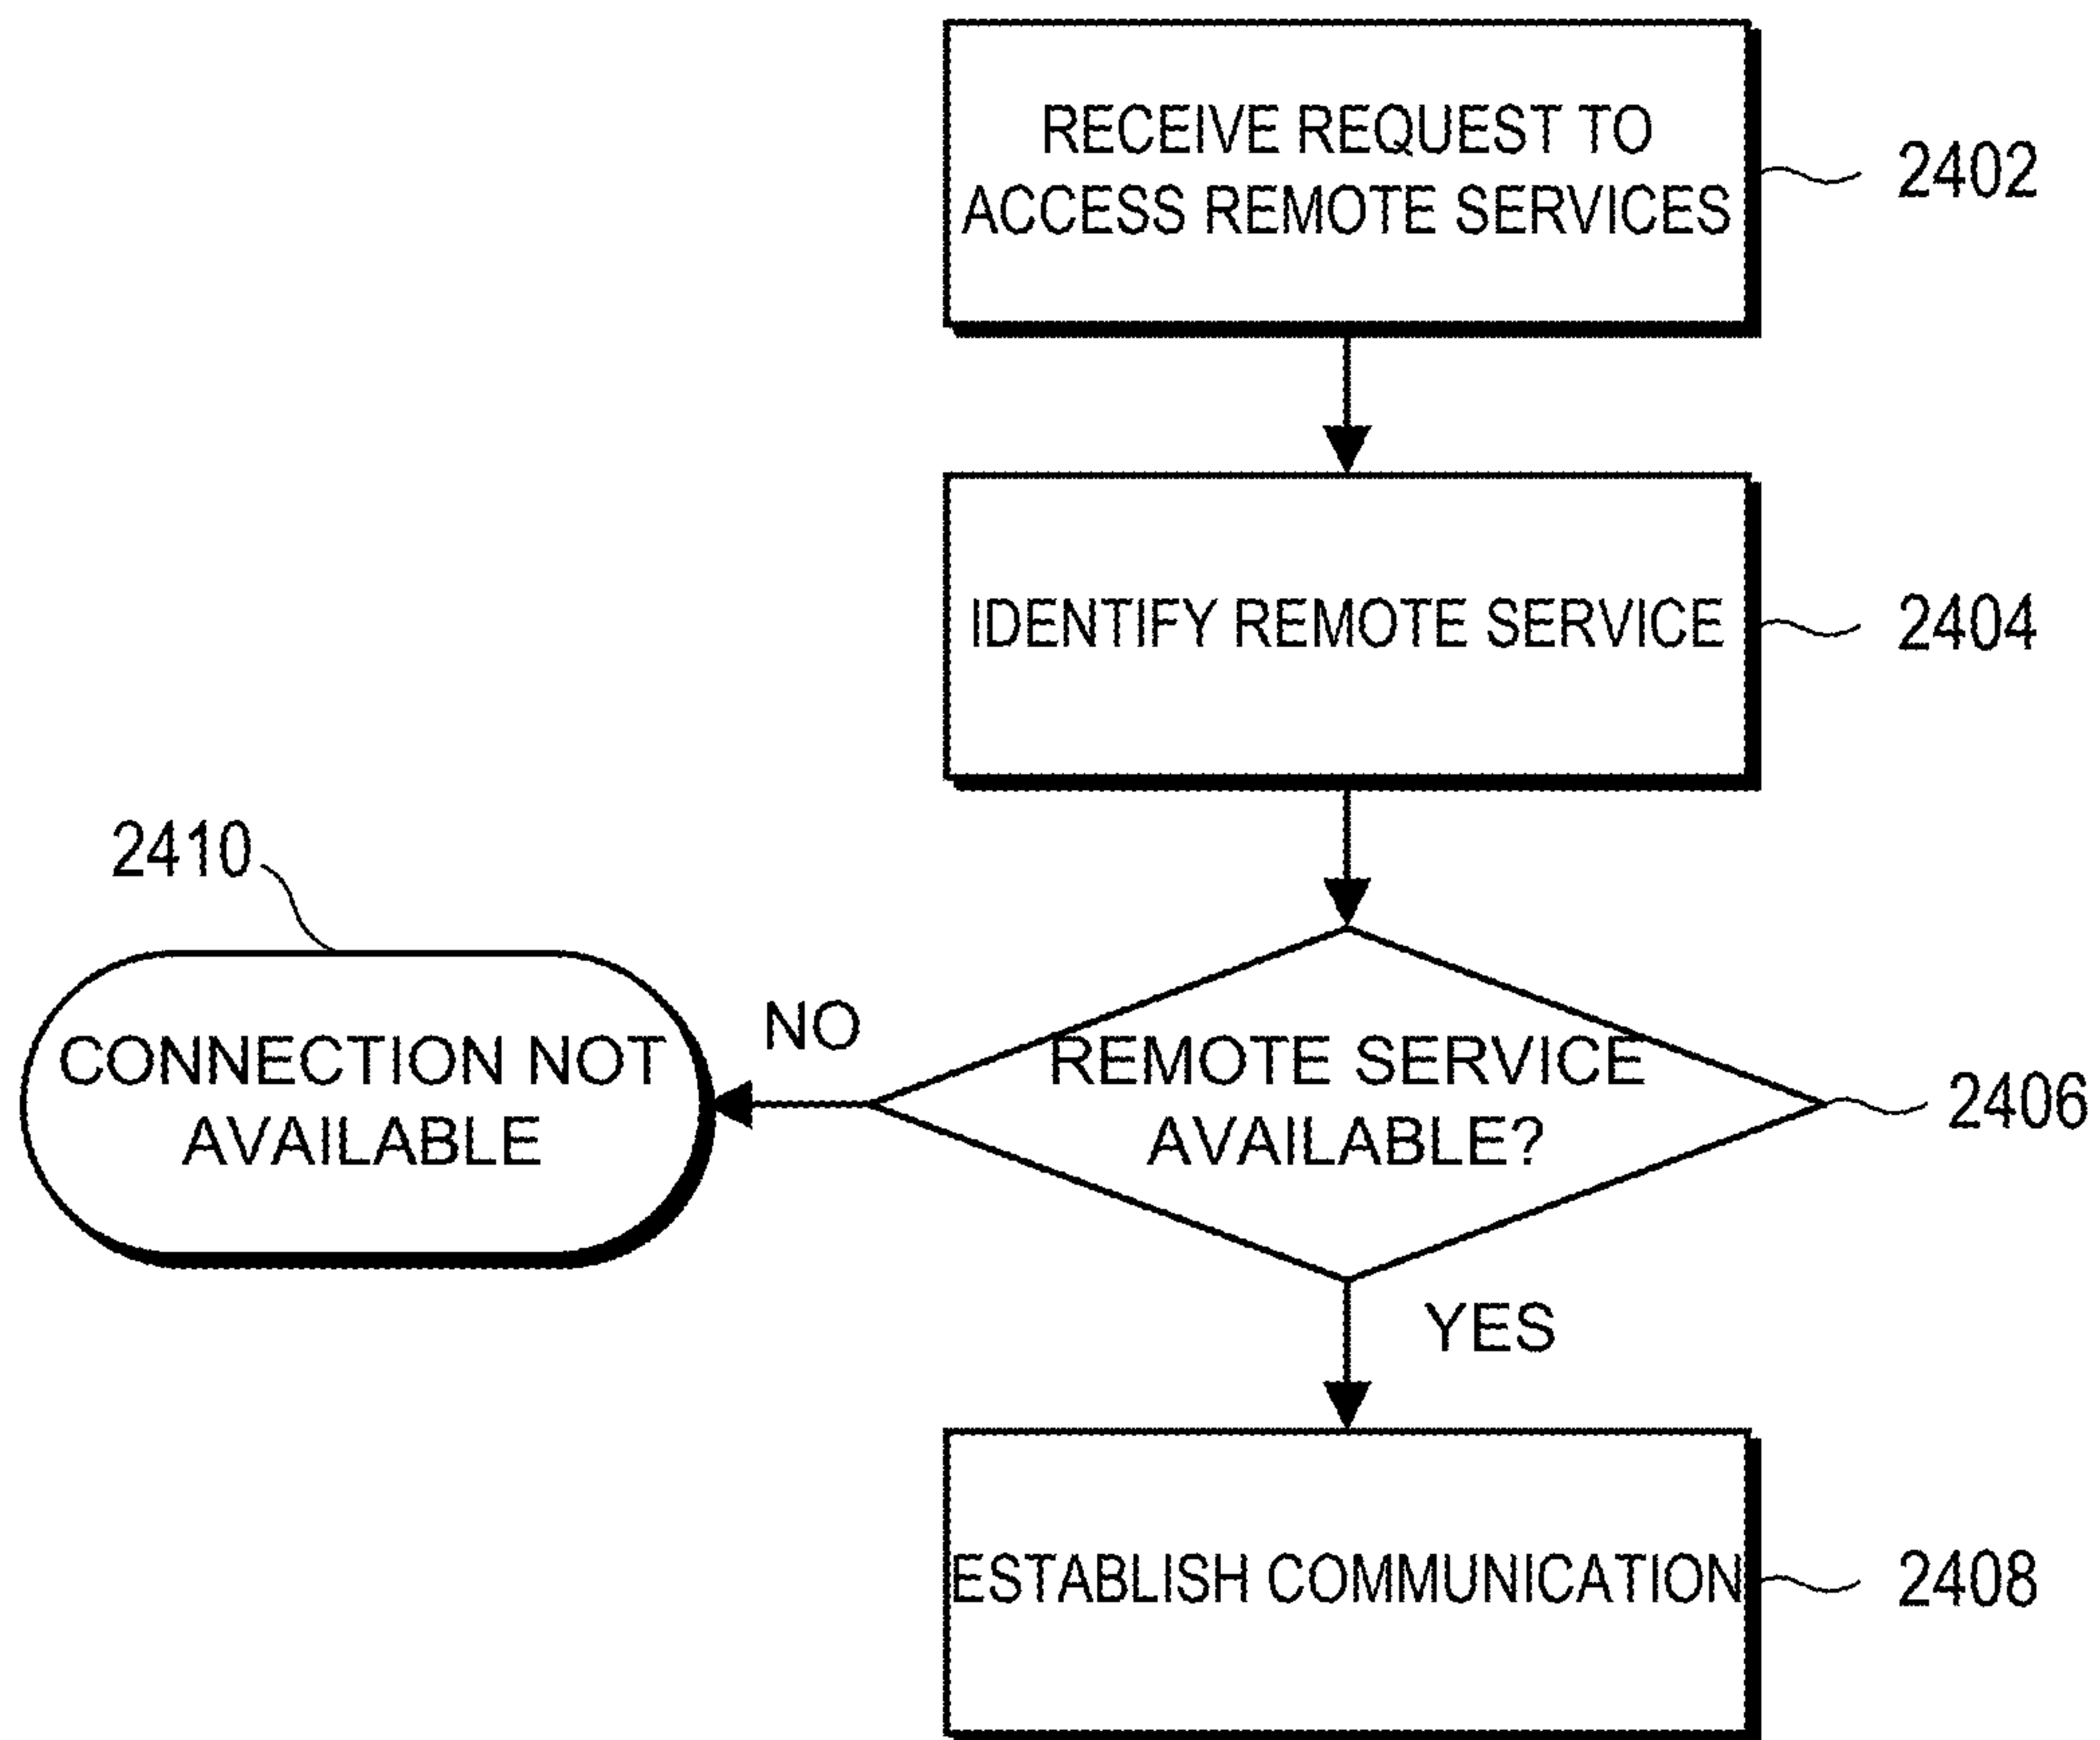 RECEIVE REQUEST TO
ACCESS REMOTE SERVICES
2402
IDENTIFY REMOTE SERVICE
2404
2410
CONNECTION NOT
AVAILABLE
NO
REMOTE SERVICE
AVAILABLE?
2406
YES
ESTABLISH COMMUNICATION
2408